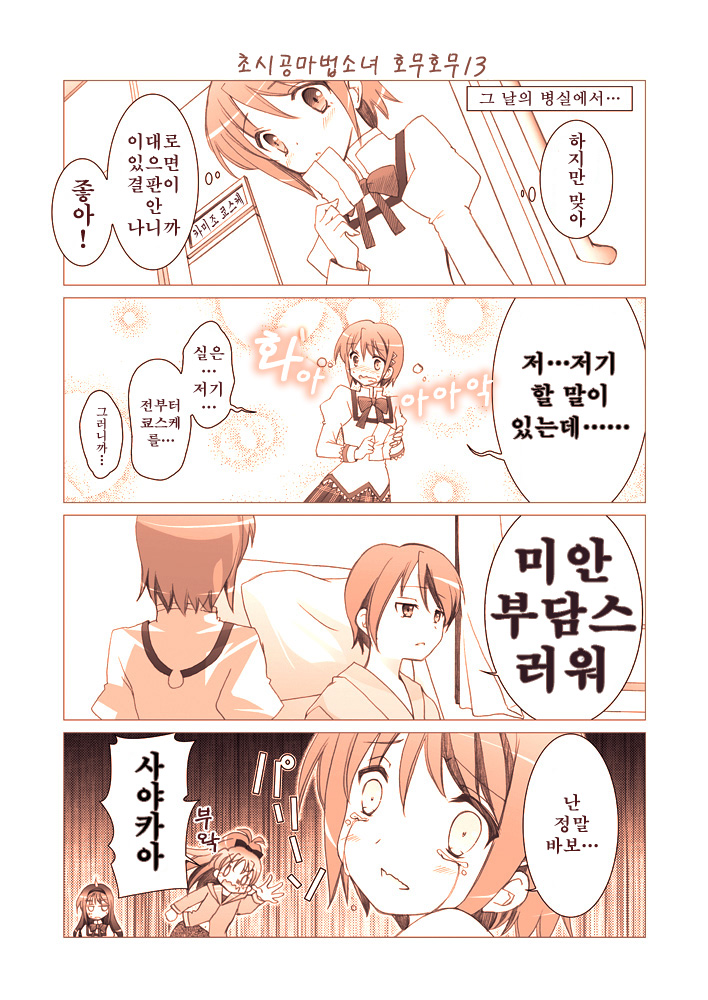 초시공마법소녀 호무호무13
그 날의 병실에서…
하지만 맞아
이대로
있으면
결판이
안
나니까
좋아!
카미조 쿄스케
저…저기
할 말이
있는데……
화아
아아악
실은
…저기
…
전부터
쿄스케
를…
그러니까…
미안
부담스
러워
난
정말
바보…
사야카아
부왁